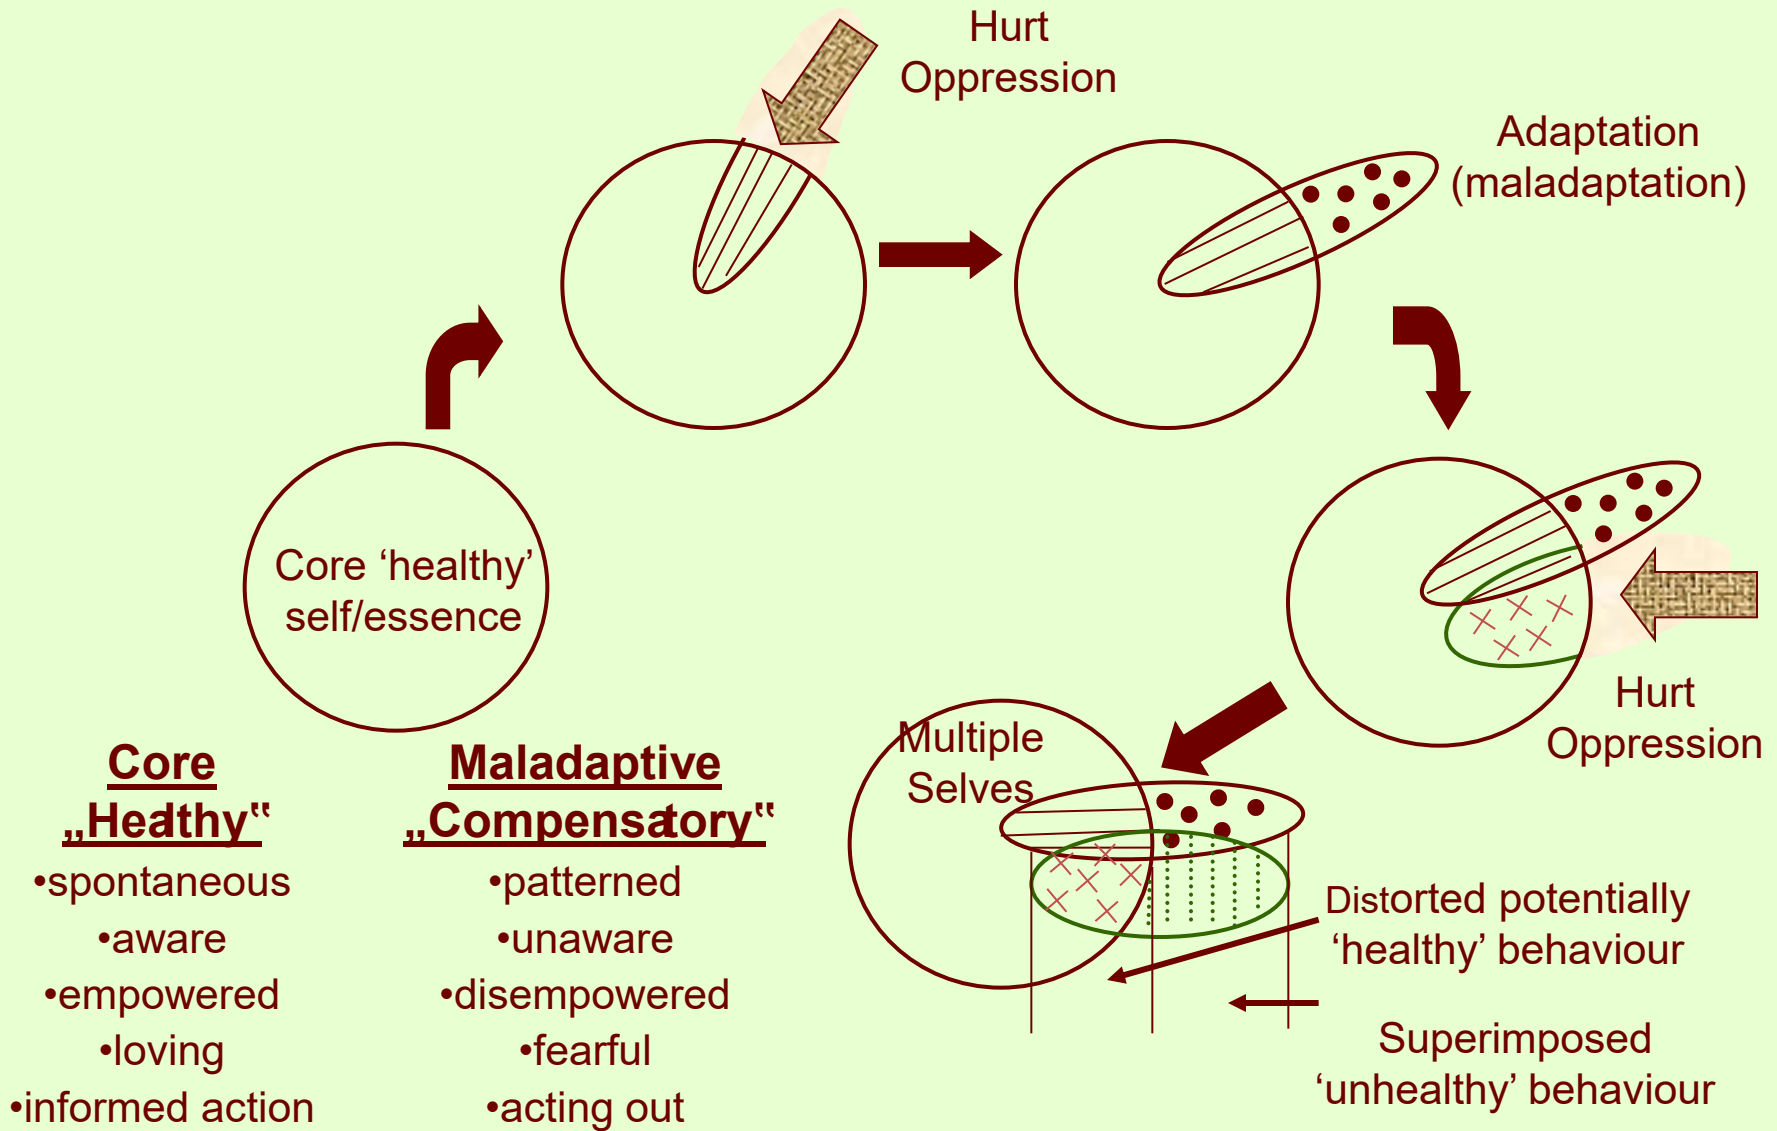 Hurt
Oppression
Adaptation
(maladaptation)
Core ‘healthy’
self/essence
Hurt
Oppression
Multiple
Selves
Core
„Healthy‟
•spontaneous
•aware
•empowered
•loving
•informed action
Maladaptive
„Compensatory‟
•patterned
•unaware
•disempowered
•fearful
•acting out
Distorted potentially
‘healthy’ behaviour
Superimposed
‘unhealthy’ behaviour